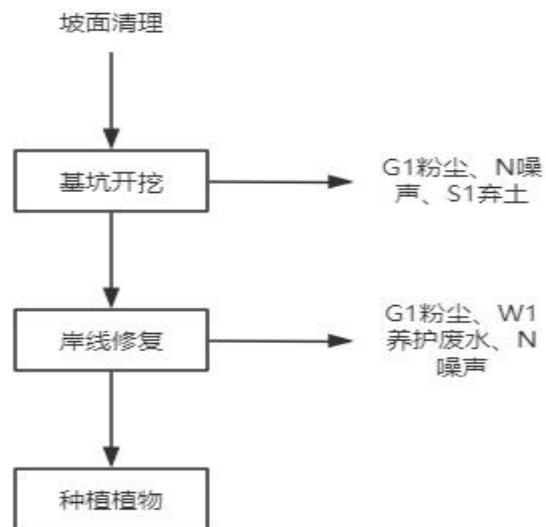 坡面清理
基坑开挖
G1粉尘、N噪
声、S1弃土
岸线修复
G1粉尘、W1
养护废水、N
噪声
种植植物